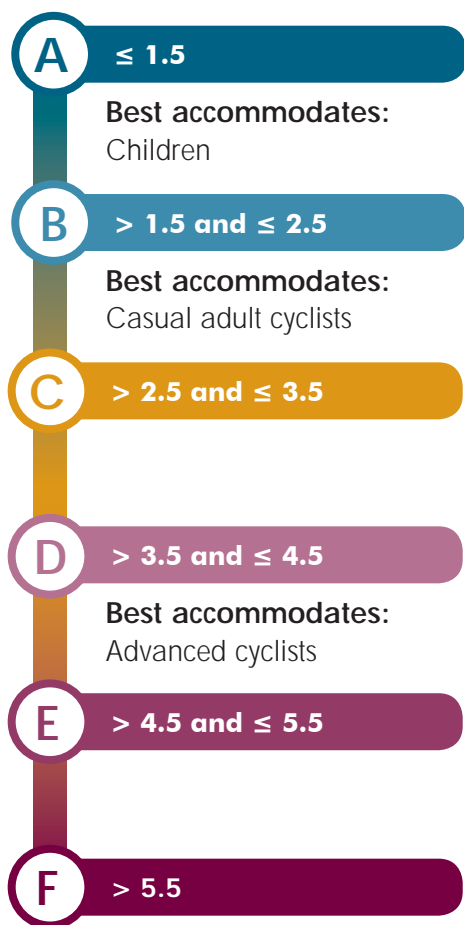 A ≤ 1.5
Best accommodates:
Children
B > 1.5 and ≤ 2.5
Best accommodates:
Casual adult cyclists
C > 2.5 and ≤ 3.5
D > 3.5 and ≤ 4.5
Best accommodates:
Advanced cyclists
E > 4.5 and ≤ 5.5
F > 5.5